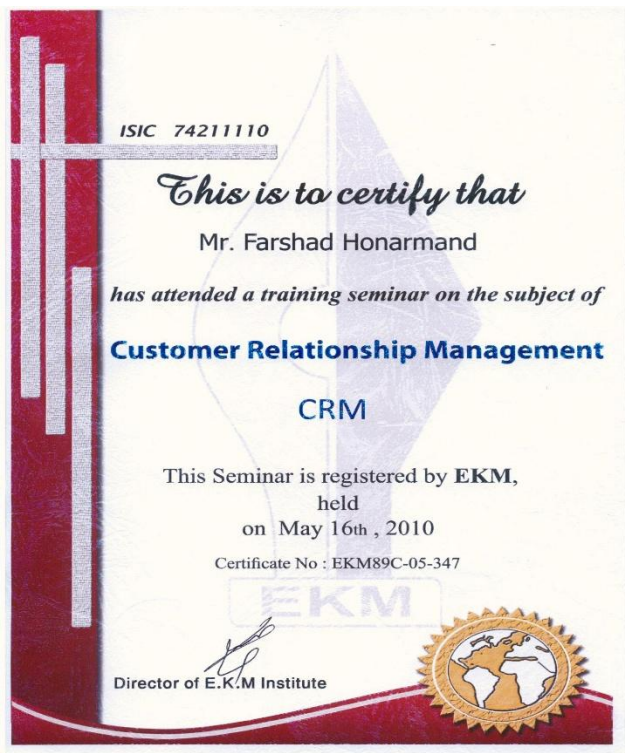 ISIC 74211110
This is to certify that
Mr. Farshad Honarmand
has attended a training seminar on the subject of
Customer Relationship Management
CRM
This Seminar is registered by EKM,
held
on May 16th , 2010
Certificate No : EKM89C-05-347
EKM
Director of E.K.M Institute